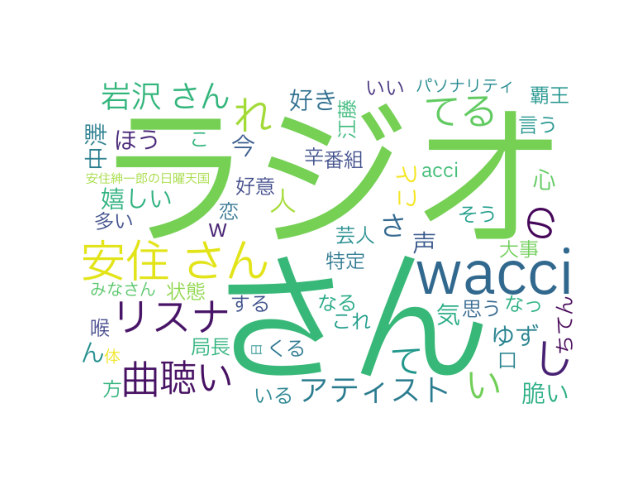 岩沢 さん
れ
好き
いい
パソナリティ
覇王
江藤
てる
言う
中澤
ほう
こ
今
ラジオ
辛番組
acci
安住紳一郎の日曜天国
嬉しい
好意
人
心
多い
恋
w
さ
そう
の
芸人
声
大事
安住 さん
特定
wacci
みなさん
状態
さん
リスナ
する
なる
これ
気
思う
なっ
ちてん
喉
局長
ゆず
ん
体
日
くる
て
口
し
曲聴い
方
いる
アティスト
い
脆い